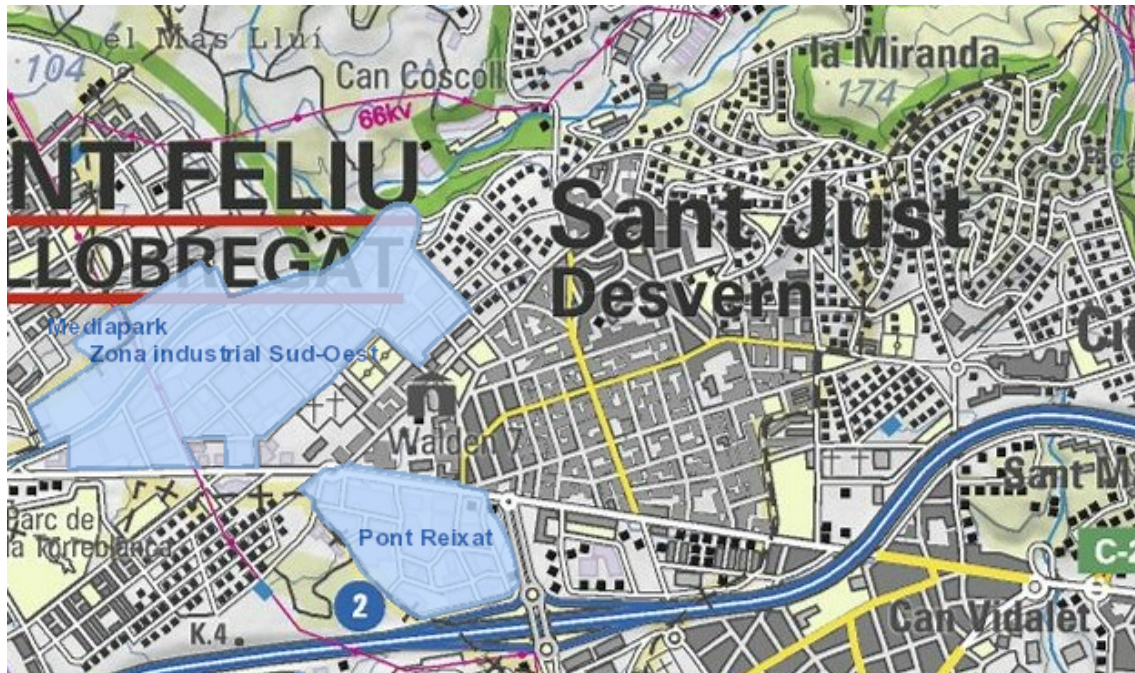 el Mas Lluí
104
Can Coscoll
66kv
la Miranda
174
NT FELIU
LLOBREGAT
Sant Just
Desvern
Mediapark
Zona industrial Sud-Oest
Walden 7
Pont Reixat
Parc de
la Torreblanca
2
K.4
Sant M
C-2
Can Vidalet